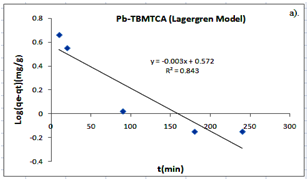 Pb-TBMTCA (Lagergren Model)
a).
0.8
0.6
y = -0.003x + 0.572
R² = 0.843
0.4
0.2
0
0 50 100 150 200 250 300
-0.2
-0.4
Log(qe-qt)(mg/g)
t(min)